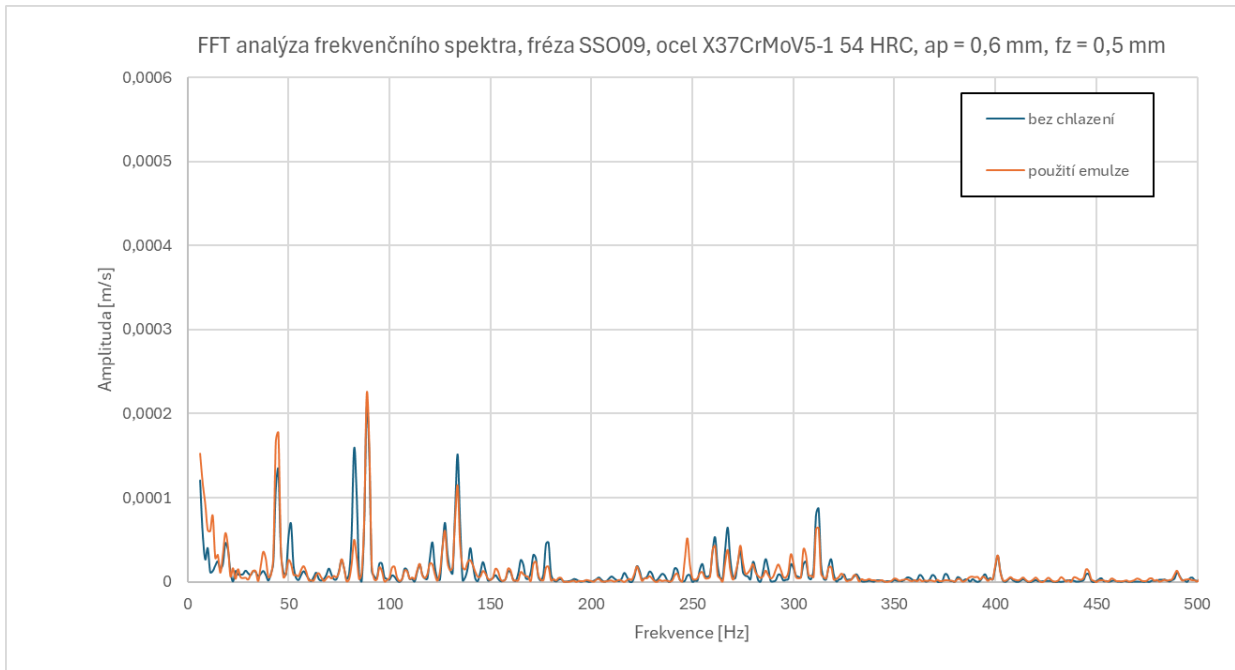 FFT analýza frekvenčního spektra, fréza SSO09, ocel X37CrMoV5-1 54 HRC, ap = 0,6 mm, fz = 0,5 mm
0,0006
0,0005
0,0004
0,0003
0,0002
0,0001
0
Amplituda [m/s]
bez chlazení
použití emulze
0 50 100 150 200 250 300 350 400 450 500
Frekvence [Hz]